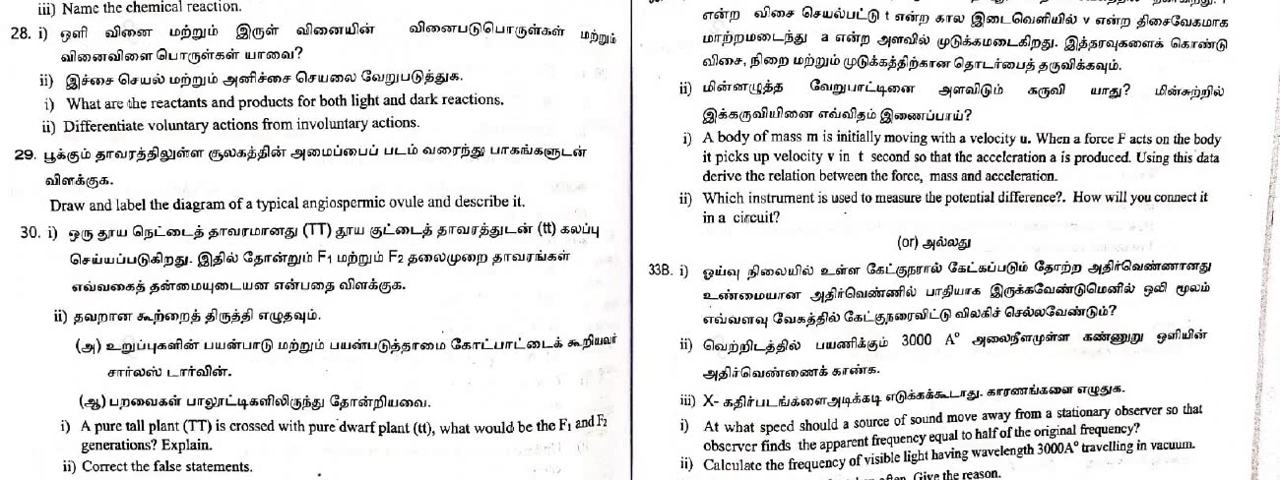 iii) Name the chemical reaction.
28. i) ஒளி வினை மற்றும் இருள் வினையின் வினைபடுபொருள்கள் மற்றும்
வினைவிளை பொருள்கள் யாவை?
ii) இச்சை செயல் மற்றும் அனிச்சை செயலை வேறுபடுத்துக.
i) What are the reactants and products for both light and dark reactions.
ii) Differentiate voluntary actions from involuntary actions.
29. பூக்கும் தாவரத்திலுள்ள சூலகத்தின் அமைப்பைப் படம் வரைந்து பாகங்களுடன்
விளக்குக.
Draw and label the diagram of a typical angiospermic ovule and describe it.
30. i) ஒரு தூய நெட்டைத் தாவரமானது (TT) தூய குட்டைத் தாவரத்துடன் (tt) கலப்பு
செய்யப்படுகிறது. இதில் தோன்றும் F1 மற்றும் F2 தலைமுறை தாவரங்கள்
எவ்வகைத் தன்மையுடையன என்பதை விளக்குக.
ii) தவறான கூற்றைத் திருத்தி எழுதவும்.
(அ) உறுப்புகளின் பயன்பாடு மற்றும் பயன்படுத்தாமை கோட்பாட்டைக் கூறியவர்
சார்லஸ் டார்வின்.
(ஆ) பறவைகள் பாலூட்டிகளிலிருந்து தோன்றியவை.
i) A pure tall plant (TT) is crossed with pure dwarf plant (tt), what would be the F1 and F2
generations? Explain.
ii) Correct the false statements.
என்ற விசை செயல்பட்டு t என்ற கால இடைவெளியில் v என்ற திசைவேகமாக
மாற்றமடைந்து a என்ற அளவில் முடுக்கமடைகிறது. இத்தரவுகளைக் கொண்டு
விசை, நிறை மற்றும் முடுக்கத்திற்கான தொடர்பைத் தருவிக்கவும்.
ii) மின்னழுத்த வேறுபாட்டினை அளவிடும் கருவி யாது? மின்சுற்றில்
இக்கருவியினை எவ்விதம் இணைப்பாய்?
i) A body of mass m is initially moving with a velocity u. When a force F acts on the body
it picks up velocity v in t second so that the acceleration a is produced. Using this data
derive the relation between the force, mass and acceleration.
ii) Which instrument is used to measure the potential difference?. How will you connect it
in a circuit?
(or) அல்லது
33B. i) ஓய்வு நிலையில் உள்ள கேட்குநரால் கேட்கப்படும் தோற்ற அதிர்வெண்ணானது
உண்மையான அதிர்வெண்ணில் பாதியாக இருக்கவேண்டுமெனில் ஒலி மூலம்
எவ்வளவு வேகத்தில் கேட்குநரைவிட்டு விலகிச் செல்லவேண்டும்?
ii) வெற்றிடத்தில் பயணிக்கும் 3000 A° அலைநீளமுள்ள கண்ணுறு ஒளியின்
அதிர்வெண்ணைக் காண்க.
iii) X- கதிர்படங்களைஅடிக்கடி எடுக்கக்கூடாது. காரணங்களை எழுதுக.
i) At what speed should a source of sound move away from a stationary observer so that
observer finds the apparent frequency equal to half of the original frequency?
ii) Calculate the frequency of visible light having wavelength 3000A° travelling in vacuum.
often. Give the reason.